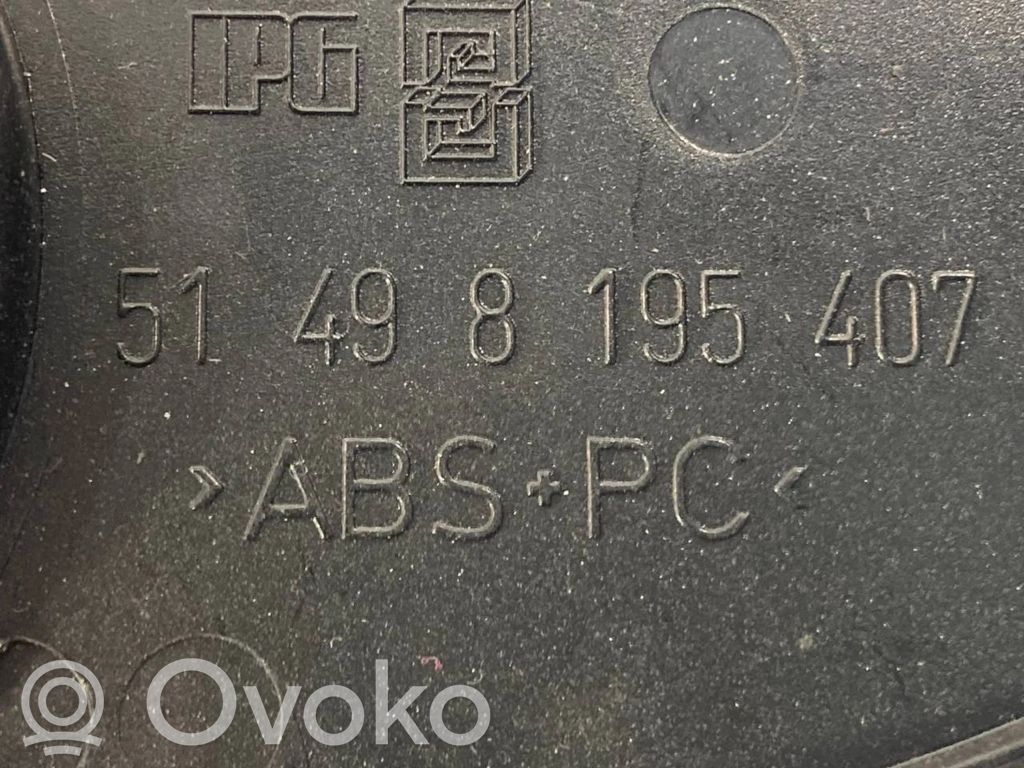 IPG
51 49 8 195 407
>ABS+PC<
Ovoko